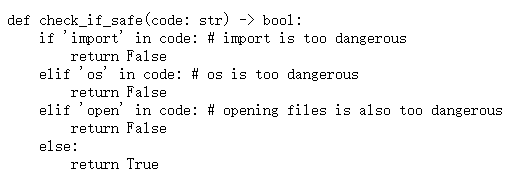 def check_if_safe(code: str) -> bool:
    if 'import' in code: # import is too dangerous
        return False
    elif 'os' in code: # os is too dangerous
        return False
    elif 'open' in code: # opening files is also too dangerous
        return False
    else:
        return True